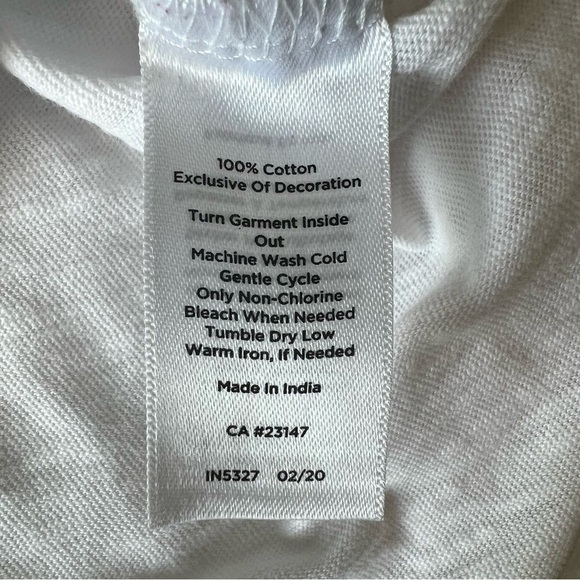 100% Cotton
Exclusive Of Decoration
Turn Garment Inside
Out
Machine Wash Cold
Gentle Cycle
Only Non-Chlorine
Bleach When Needed
Tumble Dry Low
Warm Iron, If Needed
Made In India
CA #23147
IN5327 02/20